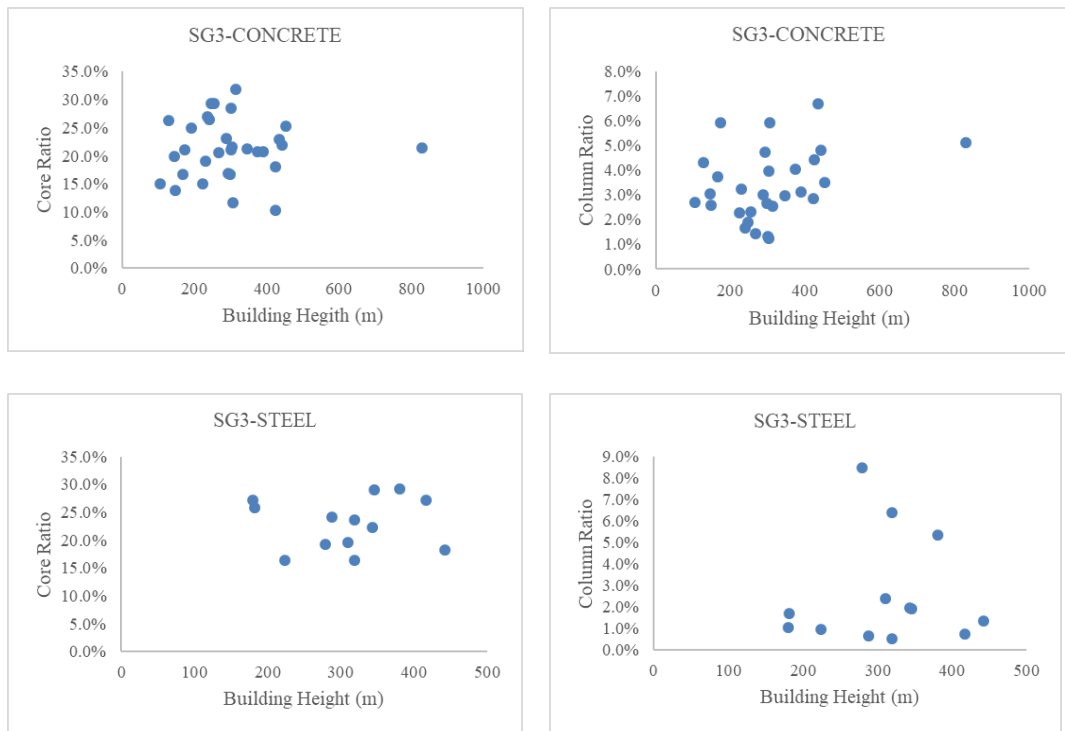 SG3-CONCRETE
35.0%
30.0%
25.0%
20.0%
15.0%
10.0%
5.0%
0.0%
Core Ratio
0 200 400 600 800 1000
Building Hegith (m)
SG3-CONCRETE
8.0%
7.0%
6.0%
5.0%
4.0%
3.0%
2.0%
1.0%
0.0%
Column Ratio
0 200 400 600 800 1000
Building Height (m)
SG3-STEEL
35.0%
30.0%
25.0%
20.0%
15.0%
10.0%
5.0%
0.0%
Core Ratio
0 100 200 300 400 500
Building Height (m)
SG3-STEEL
9.0%
8.0%
7.0%
6.0%
5.0%
4.0%
3.0%
2.0%
1.0%
0.0%
Column Ratio
0 100 200 300 400 500
Building Height (m)